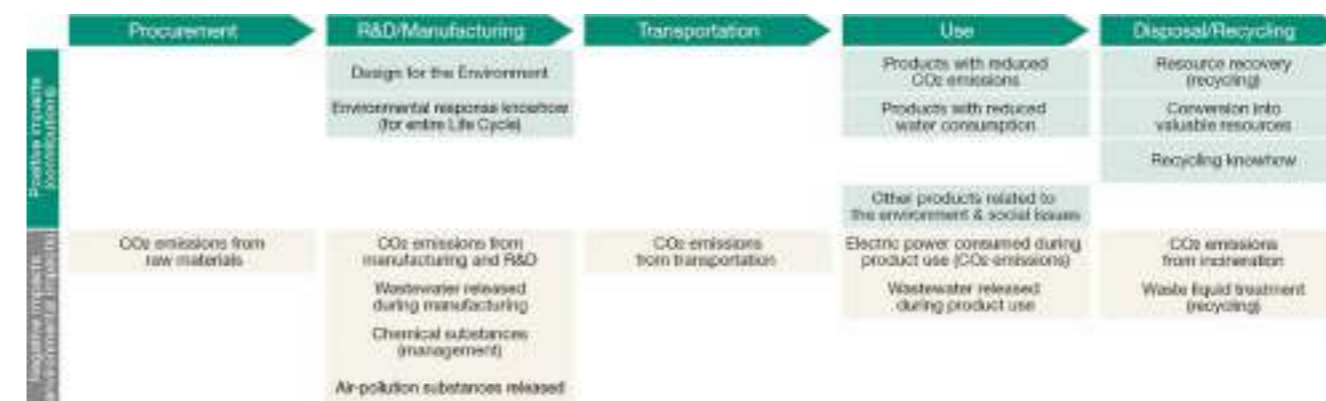 Procurement
R&D/Manufacturing
Transportation
Use
Disposal/Recycling
Positive impacts
(contributions)
Design for the Environment
Environmental response knowhow
(for entire Life Cycle)
Products with reduced
CO₂ emissions
Products with reduced
water consumption
Other products related to
the environment & social issues
Resource recovery
(recycling)
Conversion into
valuable resources
Recycling knowhow
Negative impacts
(environmental impacts)
CO₂ emissions from
raw materials
CO₂ emissions from
manufacturing and R&D
Wastewater released
during manufacturing
Chemical substances
(management)
Air-pollution substances released
CO₂ emissions
from transportation
Electric power consumed during
product use (CO₂ emissions)
Wastewater released
during product use
CO₂ emissions
from incineration
Waste liquid treatment
(recycling)